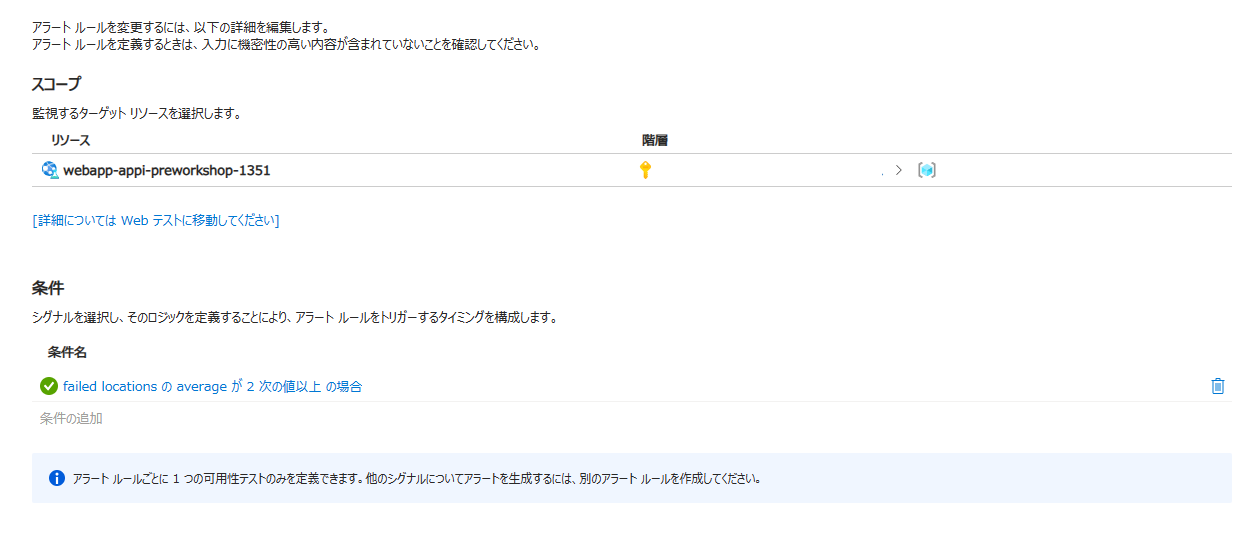 アラート ルールを変更するには、以下の詳細を編集します。
アラート ルールを定義するときは、入力に機密性の高い内容が含まれていないことを確認してください。
スコープ
監視するターゲット リソースを選択します。
リソース 階層
webapp-appi-preworkshop-1351
[詳細については Web テストに移動してください]
条件
シグナルを選択し、そのロジックを定義することにより、アラート ルールをトリガーするタイミングを構成します。
条件名
failed locations の average が 2 次の値以上 の場合
条件の追加
アラート ルールごとに 1 つの可用性テストのみを定義できます。他のシグナルについてアラートを生成するには、別のアラート ルールを作成してください。